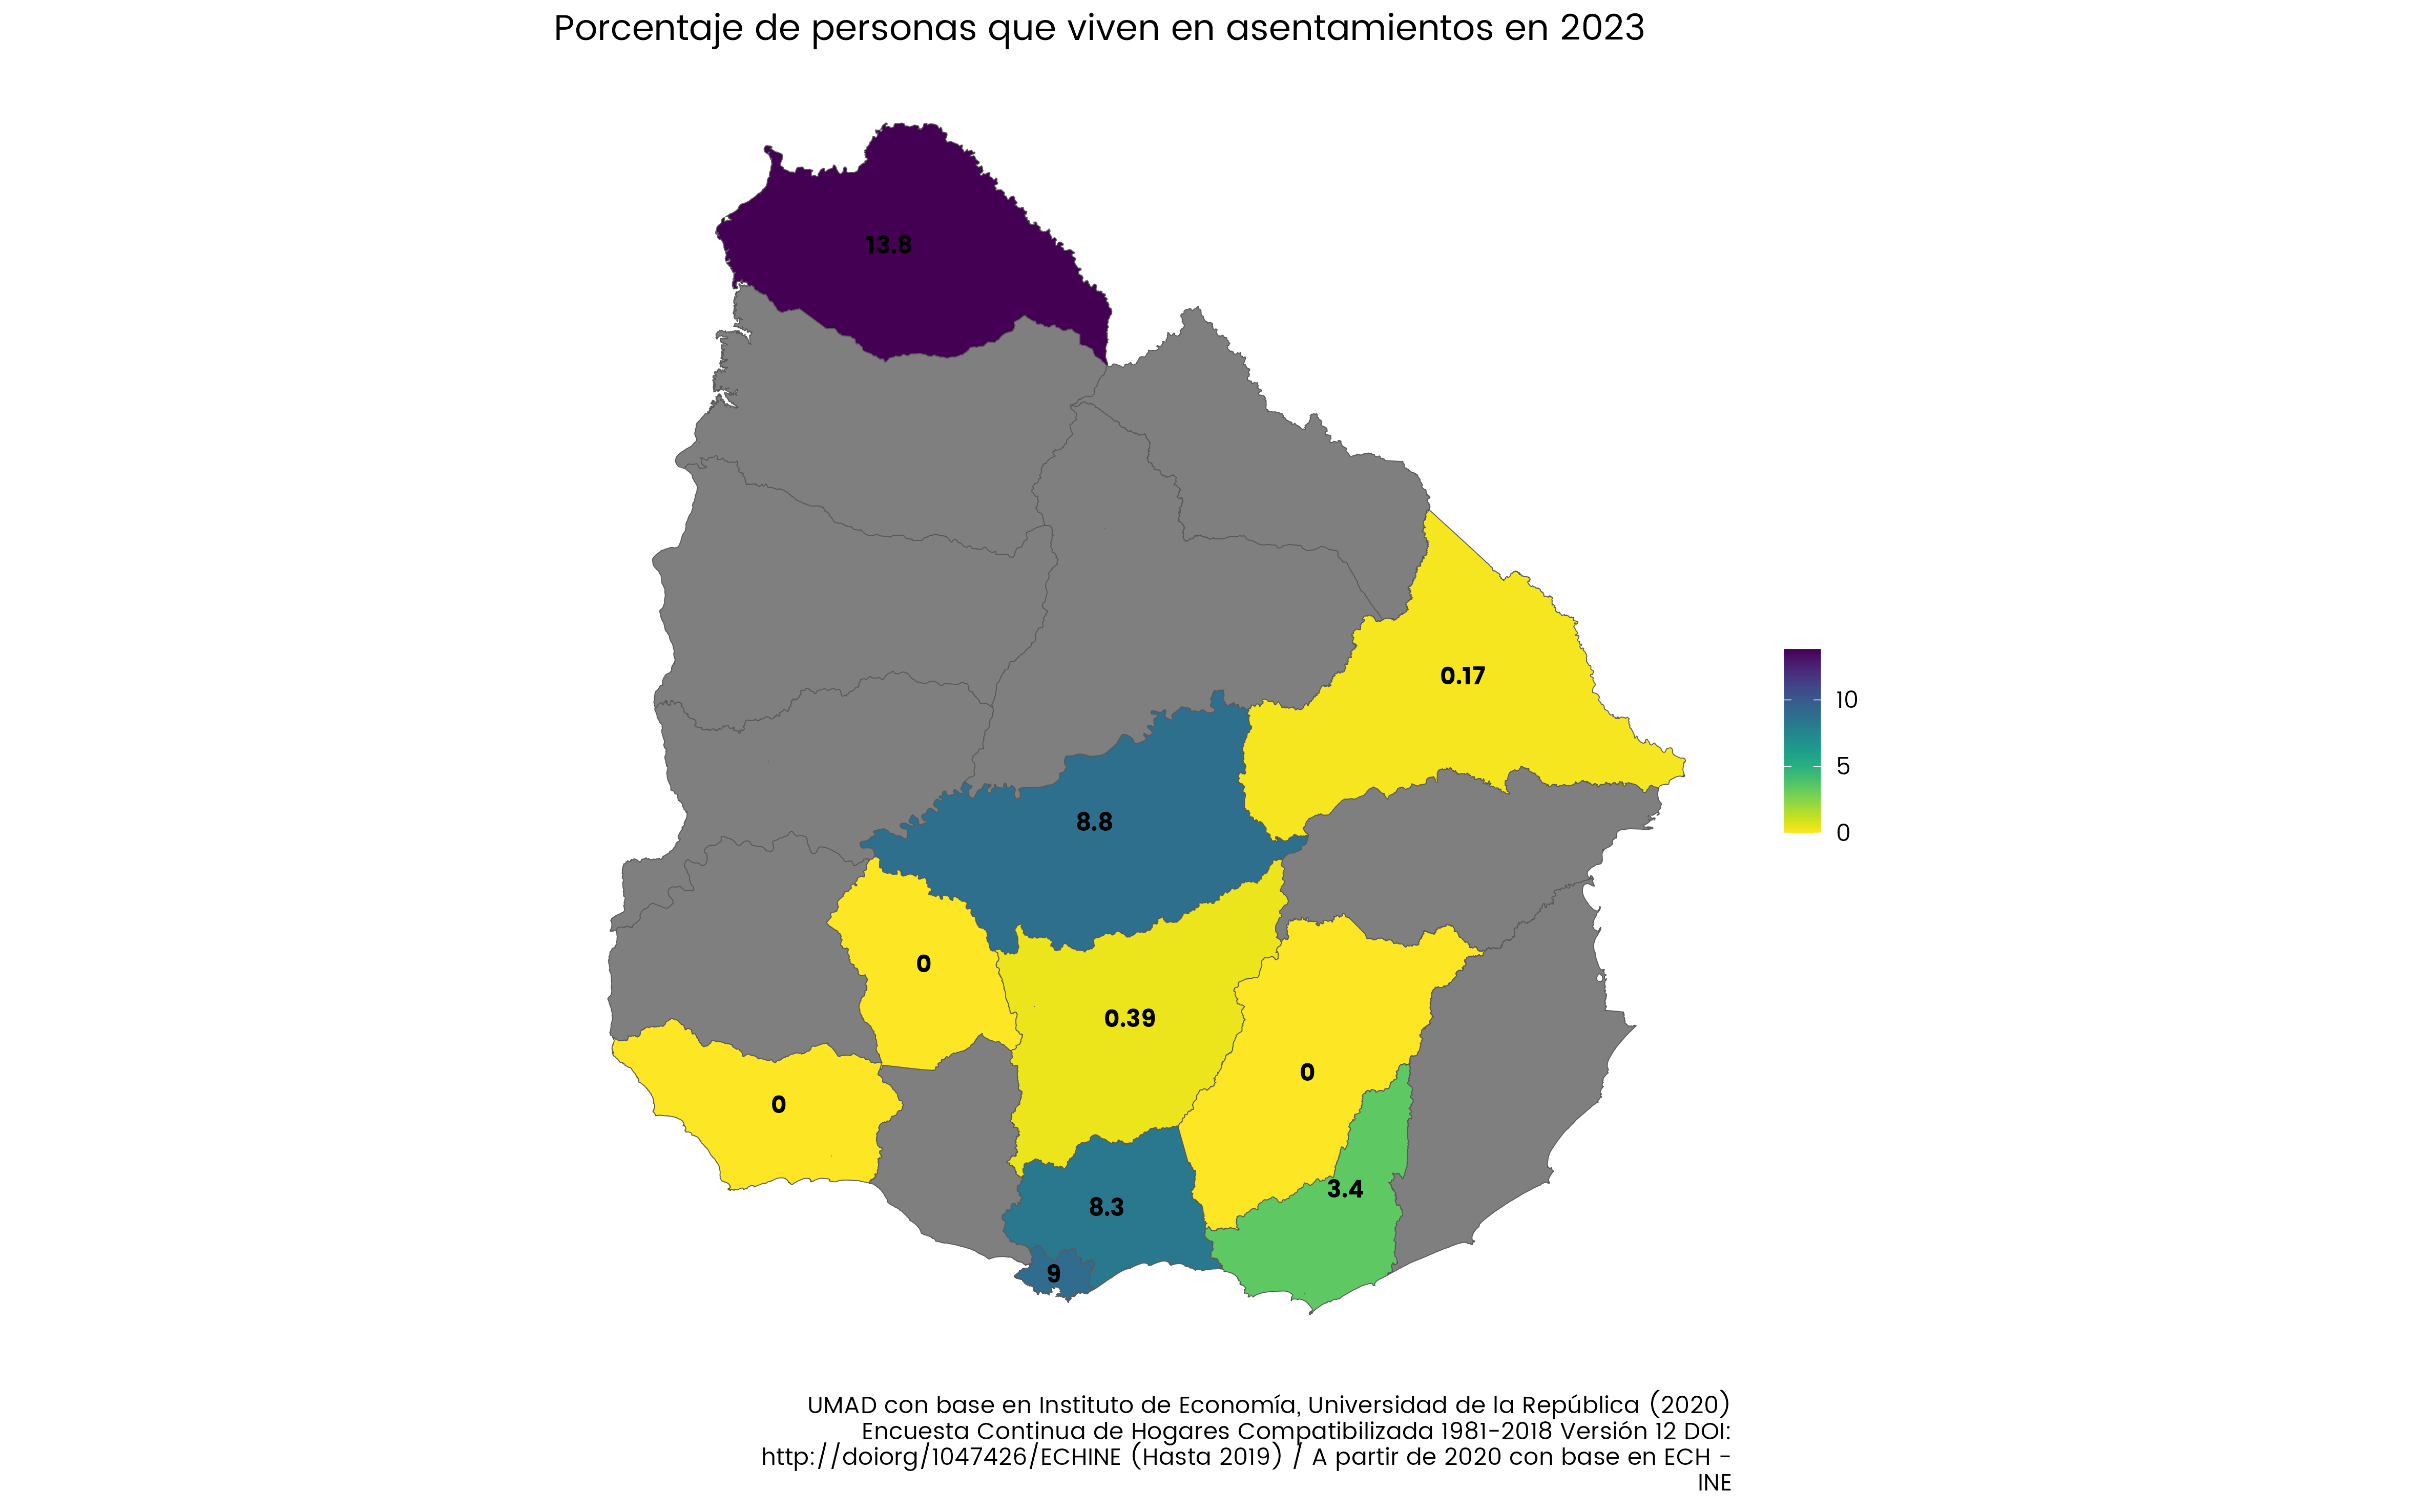 Porcentaje de personas que viven en asentamientos en 2023
13.8
0.17
10
5
0
8.8
0
0.39
0
0
3.4
8.3
9
UMAD con base en Instituto de Economía, Universidad de la República (2020)
Encuesta Continua de Hogares Compatibilizada 1981-2018 Versión 12 DOI:
http://doiorg/1047426/ECHINE (Hasta 2019) / A partir de 2020 con base en ECH -
INE